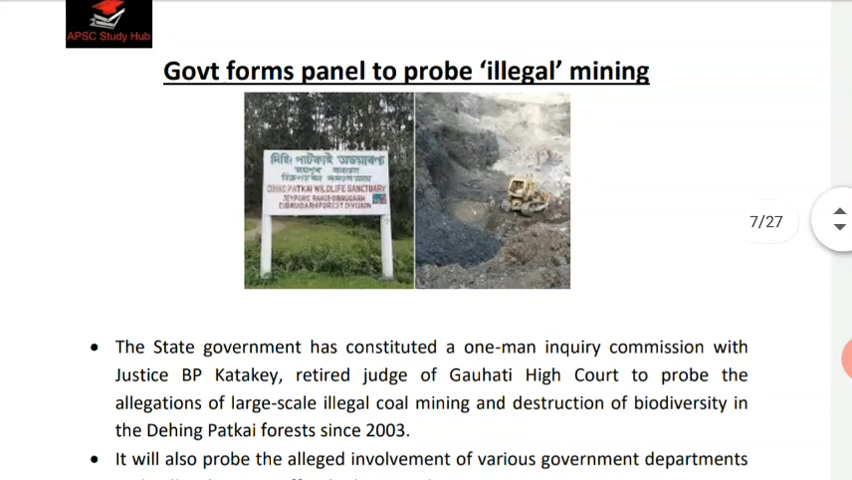 APSC Study Hub
Govt forms panel to probe ‘illegal’ mining
দিহিং পাটকাই অভয়াৰণ্য
DEHING PATKAI WILDLIFE SANCTUARY
JEYPORE RANGE DIBRUGARH
DIBRUGARH FOREST DIVISION
7/27
• The State government has constituted a one-man inquiry commission with
Justice BP Katakey, retired judge of Gauhati High Court to probe the
allegations of large-scale illegal coal mining and destruction of biodiversity in
the Dehing Patkai forests since 2003.
• It will also probe the alleged involvement of various government departments